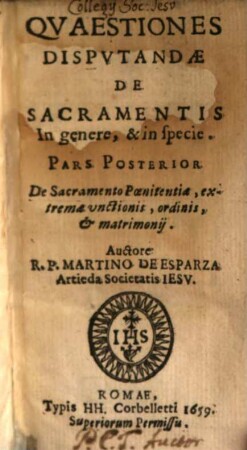 Collegij Soc: Jesu
QVAESTIONES
DISPVTANDÆ
DE
SACRAMENTIS
In genere, & in specie.
PARS POSTERIOR
De Sacramento Pœnitentiæ, ex-
tremæ vnctionis, ordinis,
& matrimonij.
Auctore
R. P. MARTINO DE ESPARZA
Artieda Societatis IESV.
IHS
ROMAE,
Typis HH. Corbelletti 1659.
Superiorum Permissu.
Auctor